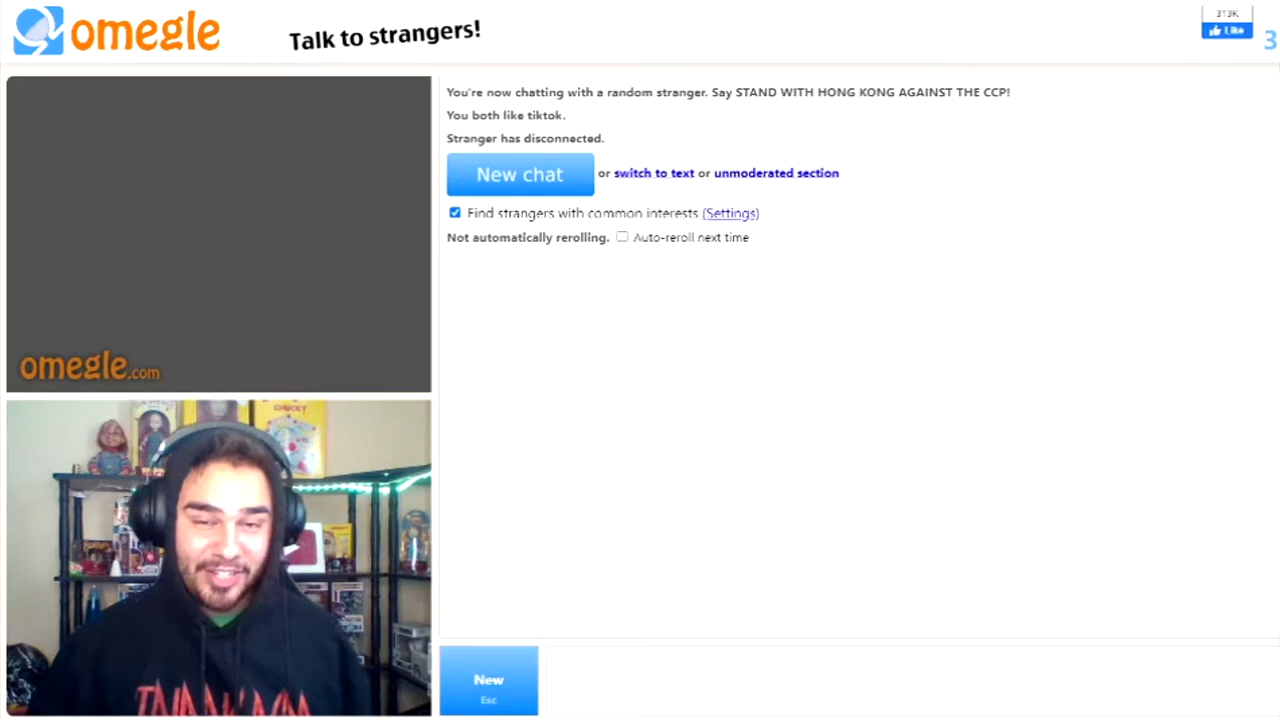 omegle
Talk to strangers!
313K
Like
3
You're now chatting with a random stranger. Say STAND WITH HONG KONG AGAINST THE CCP!
You both like tiktok.
Stranger has disconnected.
New chat or switch to text or unmoderated section
Find strangers with common interests (Settings)
Not automatically rerolling. Auto-reroll next time
omegle.com
CHUCKY
New
Esc